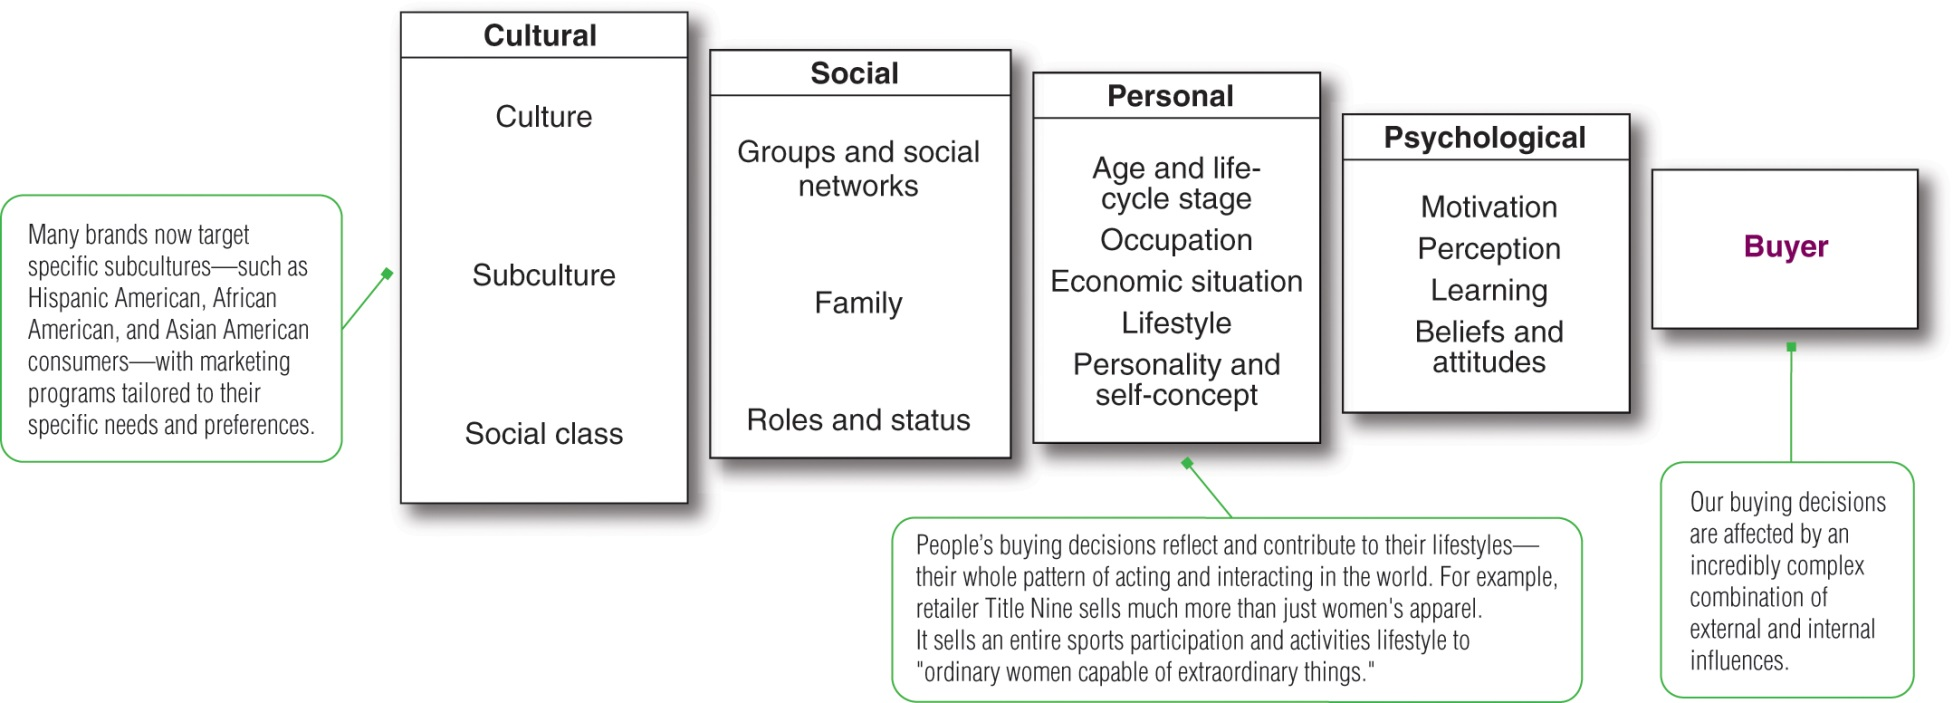 Cultural
Culture
Subculture
Social class
Social
Groups and social
networks
Family
Roles and status
Personal
Age and life-
cycle stage
Occupation
Economic situation
Lifestyle
Personality and
self-concept
Psychological
Motivation
Perception
Learning
Beliefs and
attitudes
Buyer
Many brands now target
specific subcultures—such as
Hispanic American, African
American, and Asian American
consumers—with marketing
programs tailored to their
specific needs and preferences.
People’s buying decisions reflect and contribute to their lifestyles—
their whole pattern of acting and interacting in the world. For example,
retailer Title Nine sells much more than just women's apparel.
It sells an entire sports participation and activities lifestyle to
"ordinary women capable of extraordinary things."
Our buying decisions
are affected by an
incredibly complex
combination of
external and internal
influences.